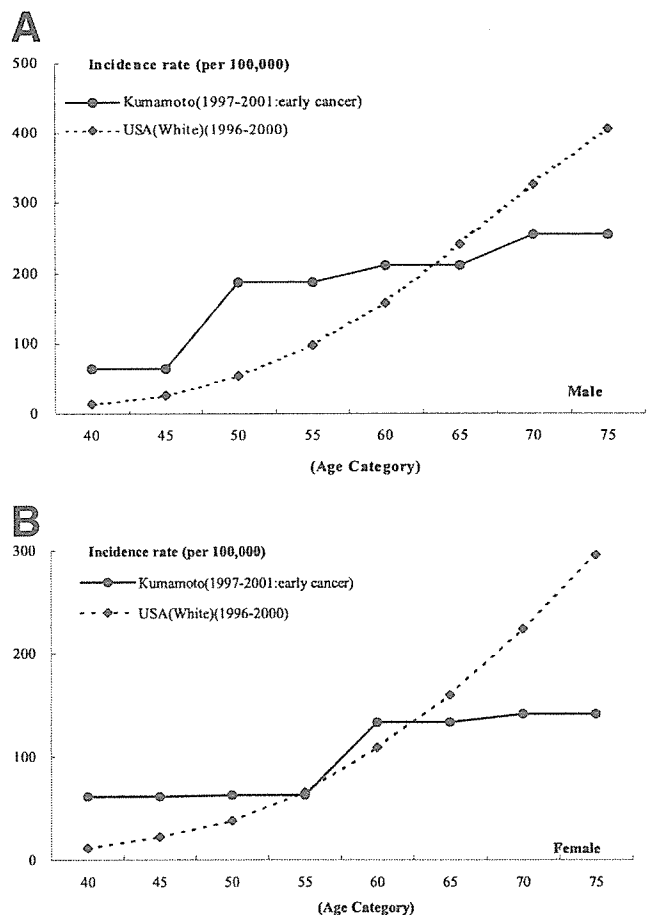 A
Incidence rate (per 100,000)
500
400
300
200
100
0
Kumamoto(1997-2001:early cancer)
USA(White)(1996-2000)
Male
40 45 50 55 60 65 70 75
(Age Category)
B
Incidence rate (per 100,000)
300
200
100
0
Kumamoto(1997-2001:early cancer)
USA(White)(1996-2000)
Female
40 45 50 55 60 65 70 75
(Age Category)